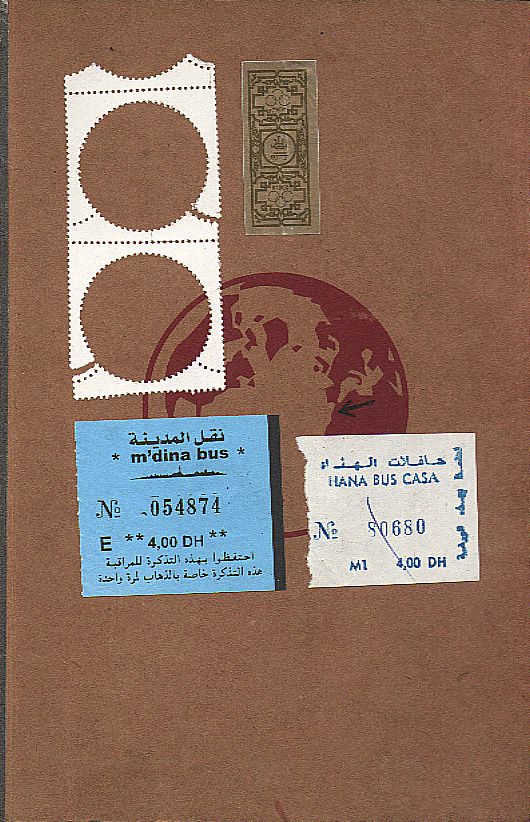 نقل المدينة
* m'dina bus *
Nº 054874
E ** 4,00 DH **
احتفظوا بهذه التذكرة للمراقبة
هذه التذكرة خاصة بالذهاب لمرة واحدة
حافلات الهناء
HANA BUS CASA
Nº 80680
M1 4,00 DH